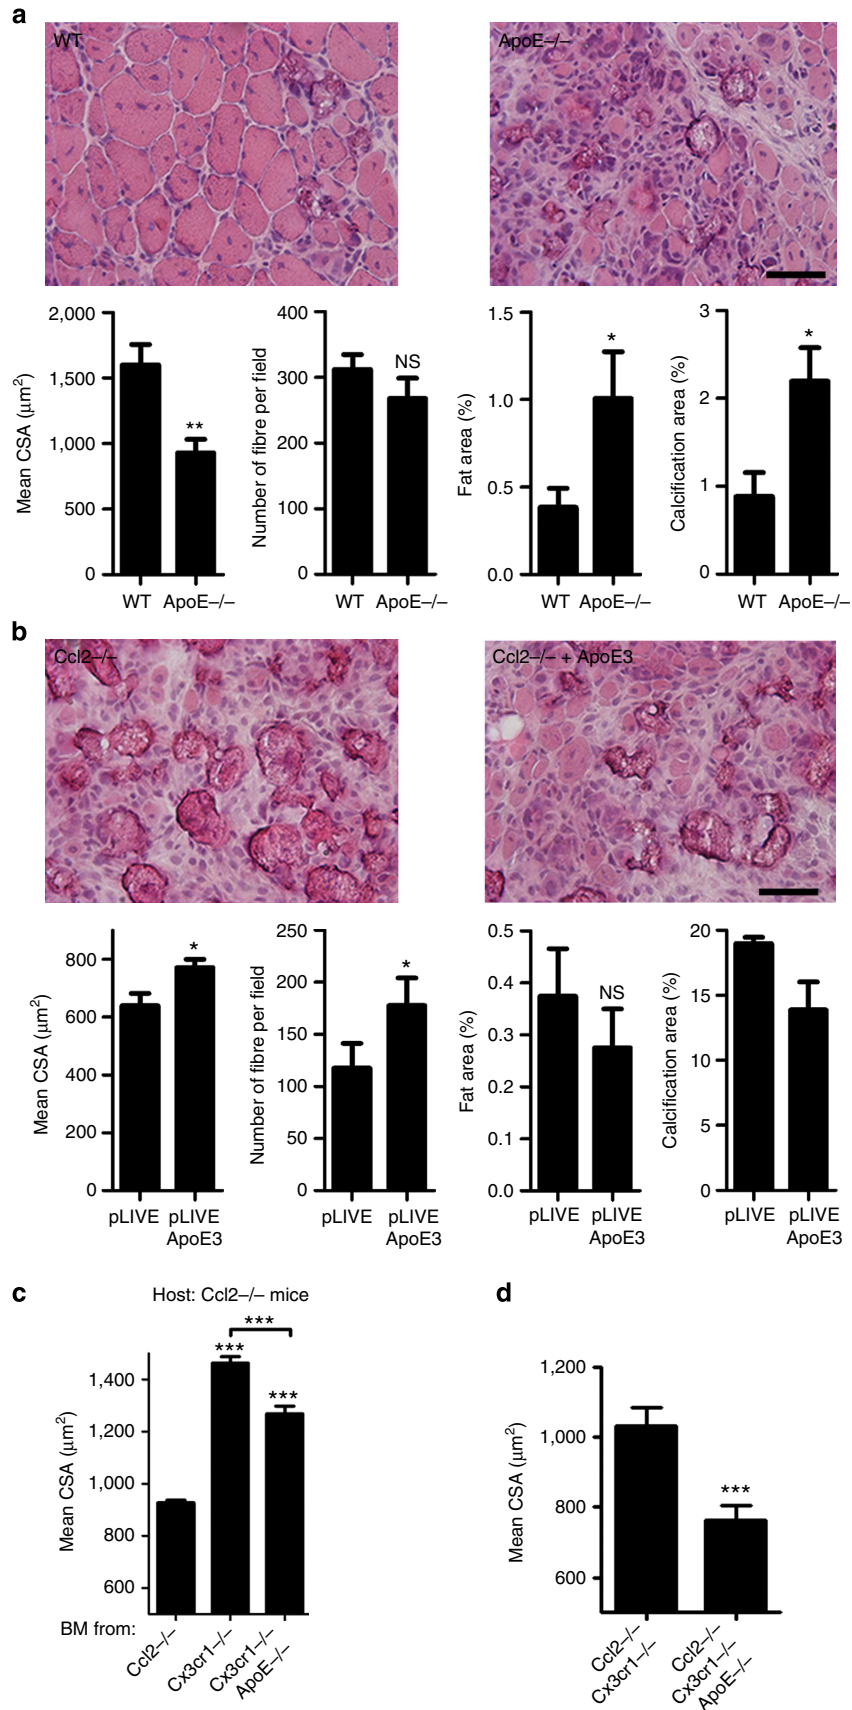 a
WT
ApoE–/–
2,000
1,500
1,000
500
0
Mean CSA (μm²)
**
WT ApoE–/–
400
300
200
100
0
Number of fibre per field
NS
WT ApoE–/–
1.5
1.0
0.5
0.0
Fat area (%)
*
WT ApoE–/–
3
2
1
0
Calcification area (%)
*
WT ApoE–/–
b
Ccl2–/–
Ccl2–/– + ApoE3
800
600
400
200
0
Mean CSA (μm²)
*
pLIVE pLIVE
ApoE3
250
200
150
100
50
0
Number of fibre per field
*
pLIVE pLIVE
ApoE3
0.5
0.4
0.3
0.2
0.1
0.0
Fat area (%)
NS
pLIVE pLIVE
ApoE3
20
15
10
5
0
Calcification area (%)
pLIVE pLIVE
ApoE3
c
Host: Ccl2–/– mice
***
***
***
1,400
1,200
1,000
800
600
Mean CSA (μm²)
BM from:
Ccl2–/–
Cx3cr1–/–
Cx3cr1–/–
ApoE–/–
d
1,200
1,000
800
600
Mean CSA (μm²)
***
Ccl2–/–
Cx3cr1–/–
Ccl2–/–
Cx3cr1–/–
ApoE–/–